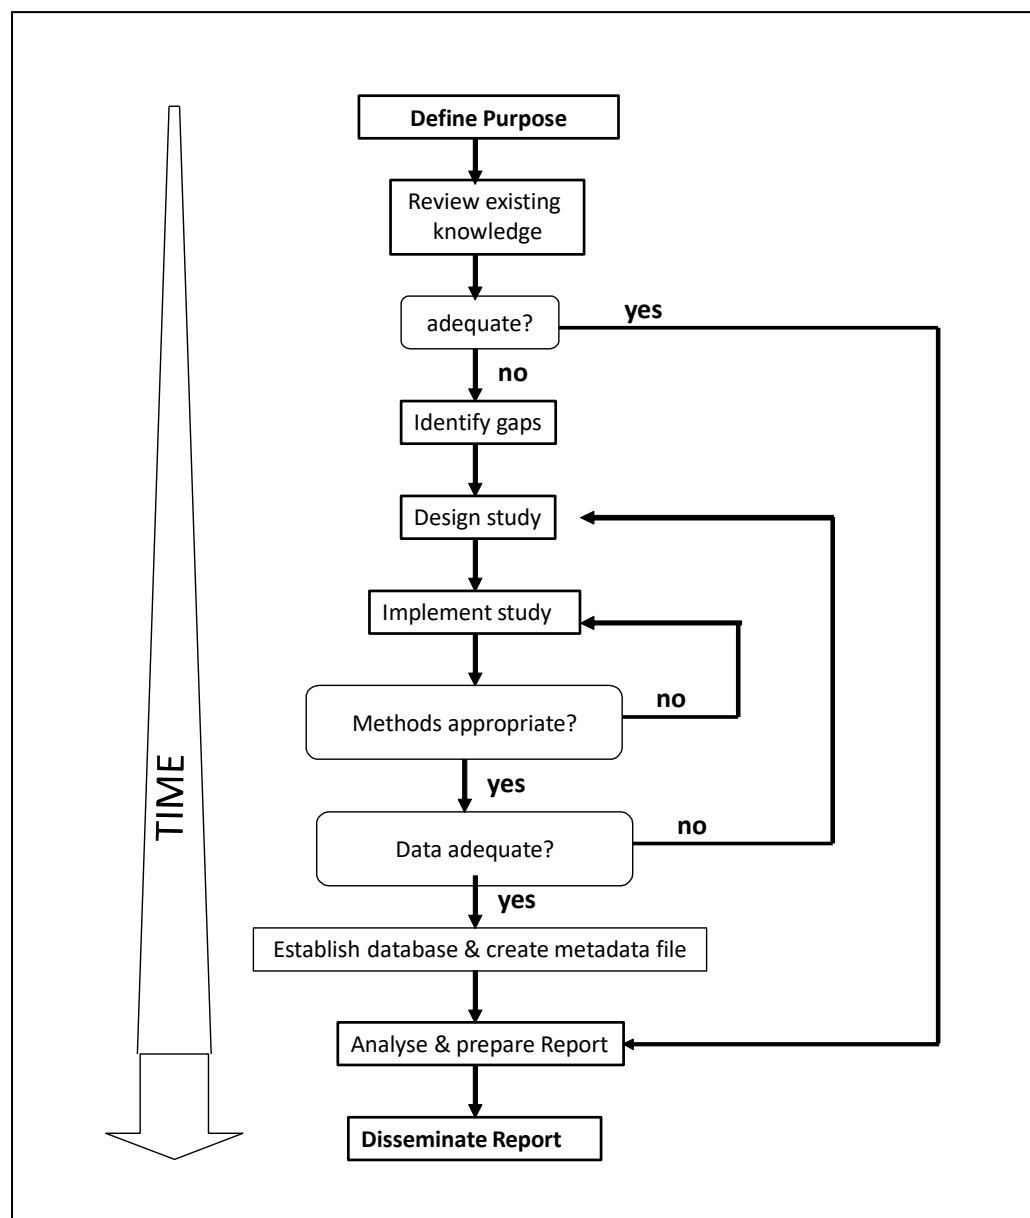 Define Purpose
Review existing
knowledge
adequate?
yes
no
Identify gaps
Design study
Implement study
Methods appropriate?
no
yes
TIME
Data adequate?
no
yes
Establish database & create metadata file
Analyse & prepare Report
Disseminate Report